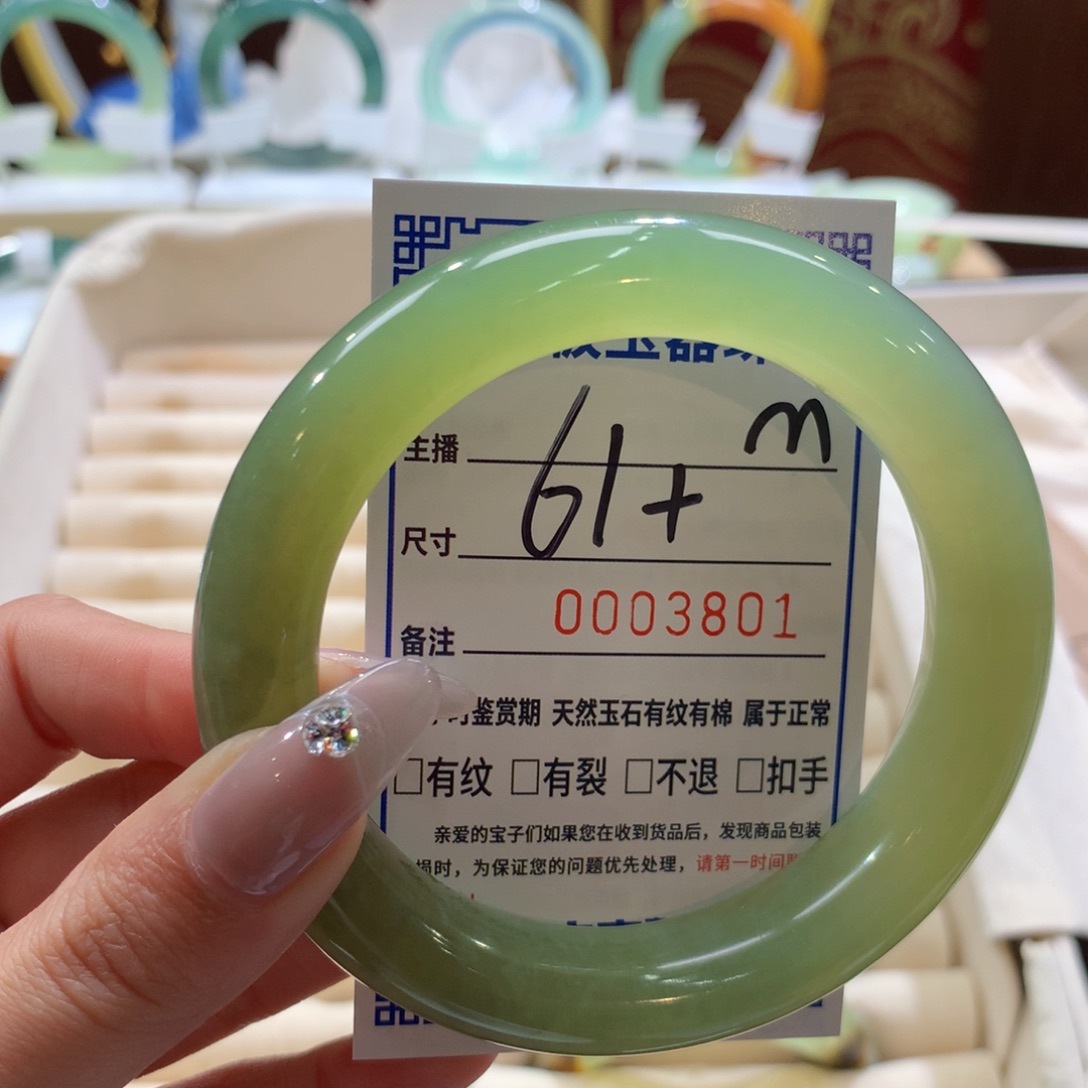 主播 m
尺寸 61+
0003801
备注
鉴赏期 天然玉石有纹有棉 属于正常
□有纹 □有裂 □不退 □扣手
亲爱的宝子们如果您在收到货品后，发现商品包装
损时，为保证您的问题优先处理，请第一时间